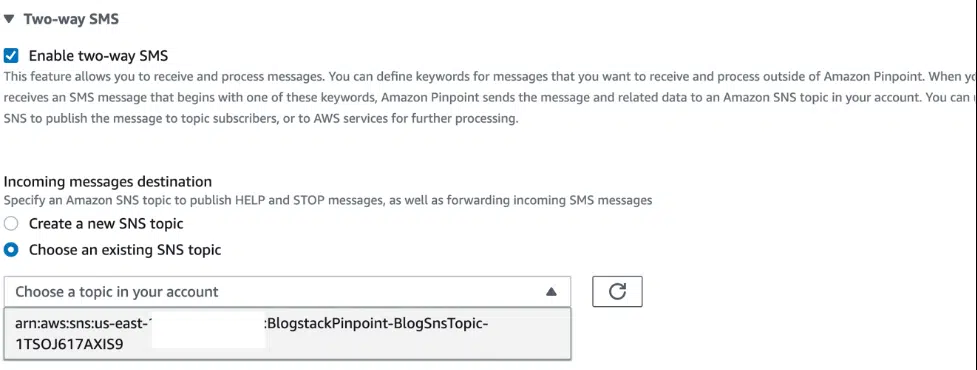 Two-way SMS
Enable two-way SMS
This feature allows you to receive and process messages. You can define keywords for messages that you want to receive and process outside of Amazon Pinpoint. When
receives an SMS message that begins with one of these keywords, Amazon Pinpoint sends the message and related data to an Amazon SNS topic in your account. You can
SNS to publish the message to topic subscribers, or to AWS services for further processing.
Incoming messages destination
Specify an Amazon SNS topic to publish HELP and STOP messages, as well as forwarding incoming SMS messages
Create a new SNS topic
Choose an existing SNS topic
Choose a topic in your account
arn:aws:sns:us-east- :BlogstackPinpoint-BlogSnsTopic-
1TSOJ617AXIS9